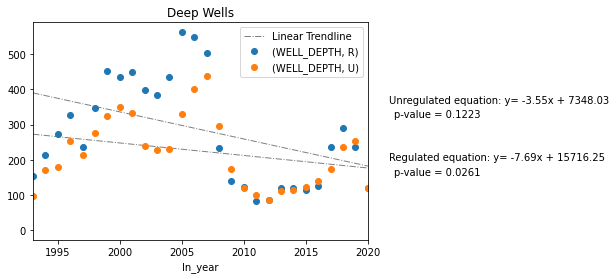 Deep Wells
500
400
300
200
100
0
1995
2000
2005
2010
2015
2020
In_year
Linear Trendline
(WELL_DEPTH, R)
(WELL_DEPTH, U)
Unregulated equation: y= -3.55x + 7348.03
p-value = 0.1223
Regulated equation: y= -7.69x + 15716.25
p-value = 0.0261